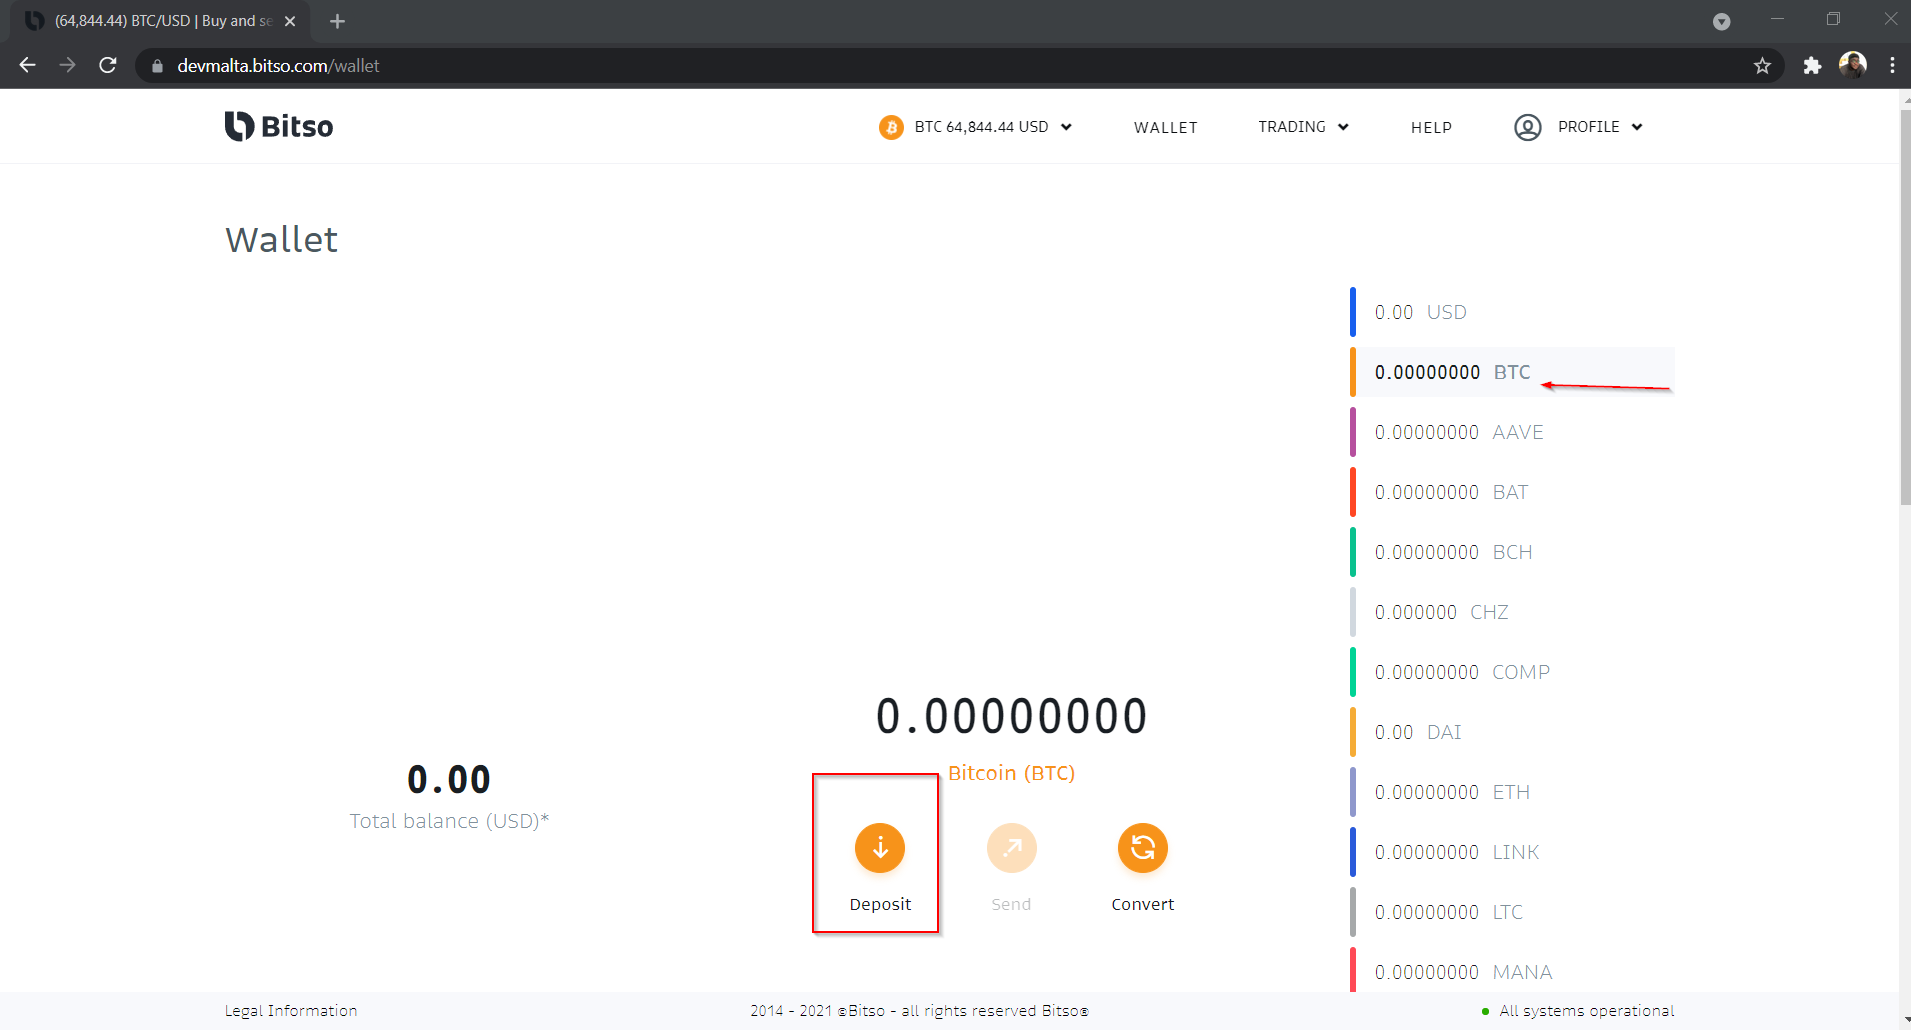 (64,844.44) BTC/USD | Buy and se
devmalta.bitso.com/wallet
Bitso
BTC 64,844.44 USD
WALLET
TRADING
HELP
PROFILE
Wallet
0.00 USD
0.00000000 BTC
0.00000000 AAVE
0.00000000 BAT
0.00000000 BCH
0.000000 CHZ
0.00000000 COMP
0.00 DAI
0.00000000 ETH
0.00000000 LINK
0.00000000 LTC
0.00000000 MANA
0.00
Total balance (USD)*
0.00000000
Bitcoin (BTC)
Deposit
Send
Convert
Legal Information
2014 - 2021 ©Bitso - all rights reserved Bitso®
All systems operational